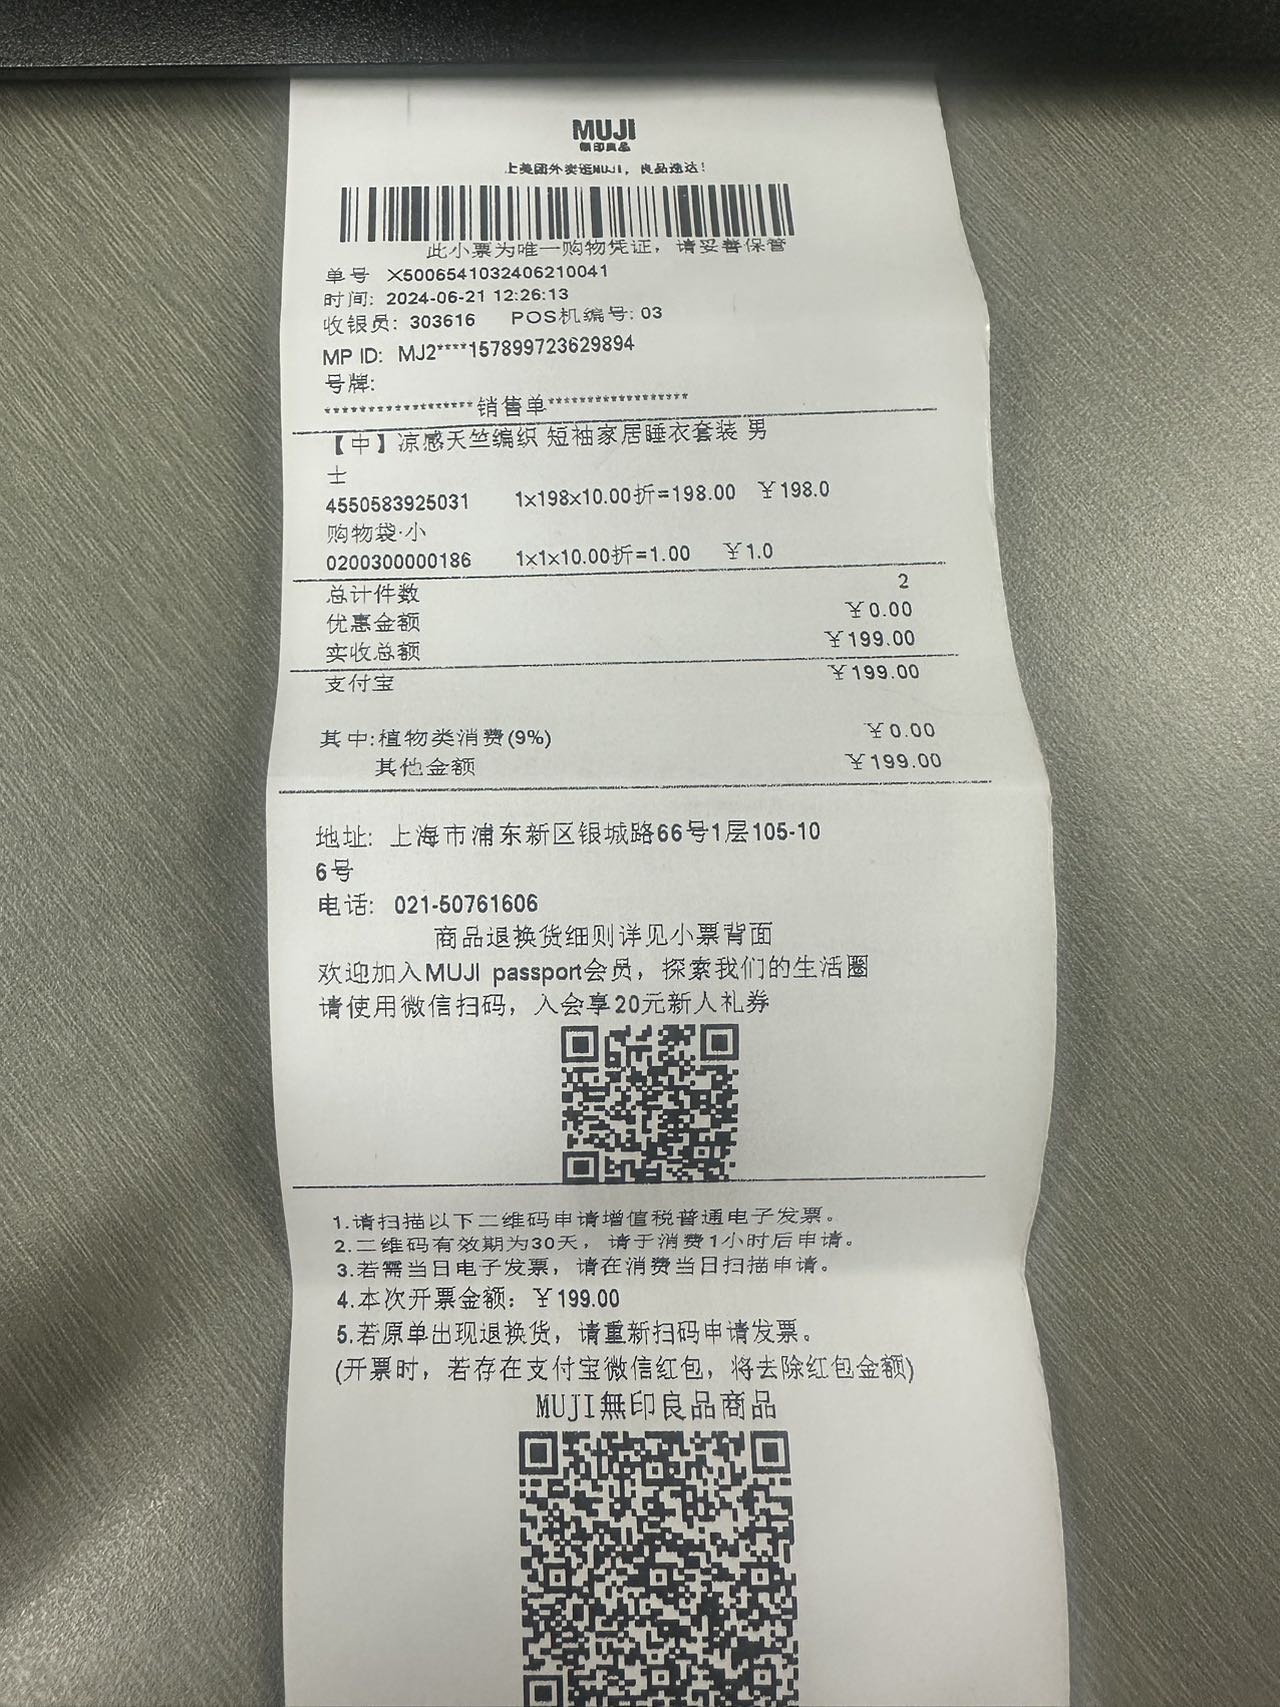 MUJI
無印良品
上美团外卖逛MUJI，良品速达！
此小票为唯一购物凭证，请妥善保管
单号 X5006541032406210041
时间: 2024-06-21 12:26:13
收银员: 303616 POS机编号: 03
MP ID: MJ2****157899723629894
号牌:
******************销售单******************
【中】凉感天竺编织 短袖家居睡衣套装 男
士
4550583925031 1x198x10.00折=198.00 ￥198.0
购物袋·小
0200300000186 1x1x10.00折=1.00 ￥1.0
总计件数 2
优惠金额 ￥0.00
实收总额 ￥199.00
支付宝 ￥199.00
其中:植物类消费(9%) ￥0.00
其他金额 ￥199.00
地址: 上海市浦东新区银城路66号1层105-10
6号
电话: 021-50761606
商品退换货细则详见小票背面
欢迎加入MUJI passport会员，探索我们的生活圈
请使用微信扫码，入会享20元新人礼券
1.请扫描以下二维码申请增值税普通电子发票。
2.二维码有效期为30天，请于消费1小时后申请。
3.若需当日电子发票，请在消费当日扫描申请。
4.本次开票金额: ￥199.00
5.若原单出现退换货，请重新扫码申请发票。
(开票时，若存在支付宝微信红包，将去除红包金额)
MUJI無印良品商品